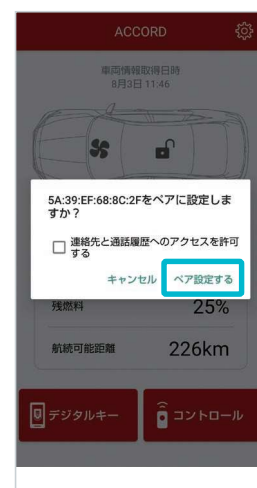 ACCORD
車両情報取得日時
8月3日 11:46
5A:39:EF:68:8C:2Fをペアに設定しま
すか？
連絡先と通話履歴へのアクセスを許可
する
キャンセル ペア設定する
残燃料 25%
航続可能距離 226km
デジタルキー コントロール